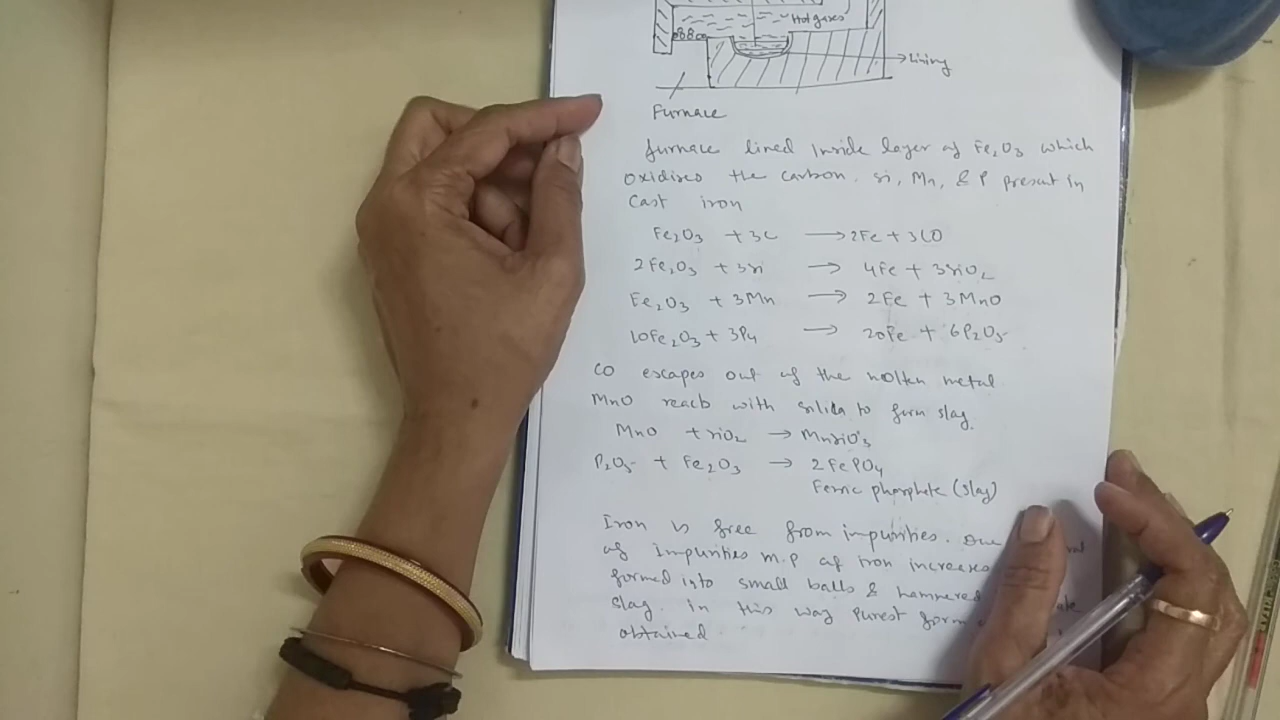 Hot gases
Lining
Furnace
furnace lined inside layer of Fe₂O₃ which
oxidises the carbon, si, Mn, & P present in
cast iron
Fe₂O₃ + 3C → 2Fe + 3CO
2Fe₂O₃ + 3Si → 4Fe + 3SiO₂
Fe₂O₃ + 3Mn → 2Fe + 3MnO
10Fe₂O₃ + 3P₄ → 20Fe + 6P₂O₅
CO escapes out of the molten metal
MnO reacts with silica to form slag.
MnO + SiO₂ → MnSiO₃
P₂O₅ + Fe₂O₃ → 2FePO₄
Ferric phosphate (slag)
Iron is free from impurities. Due
of impurities m.p of iron increases
formed into small balls & hammered
slag. In this way purest form
obtained